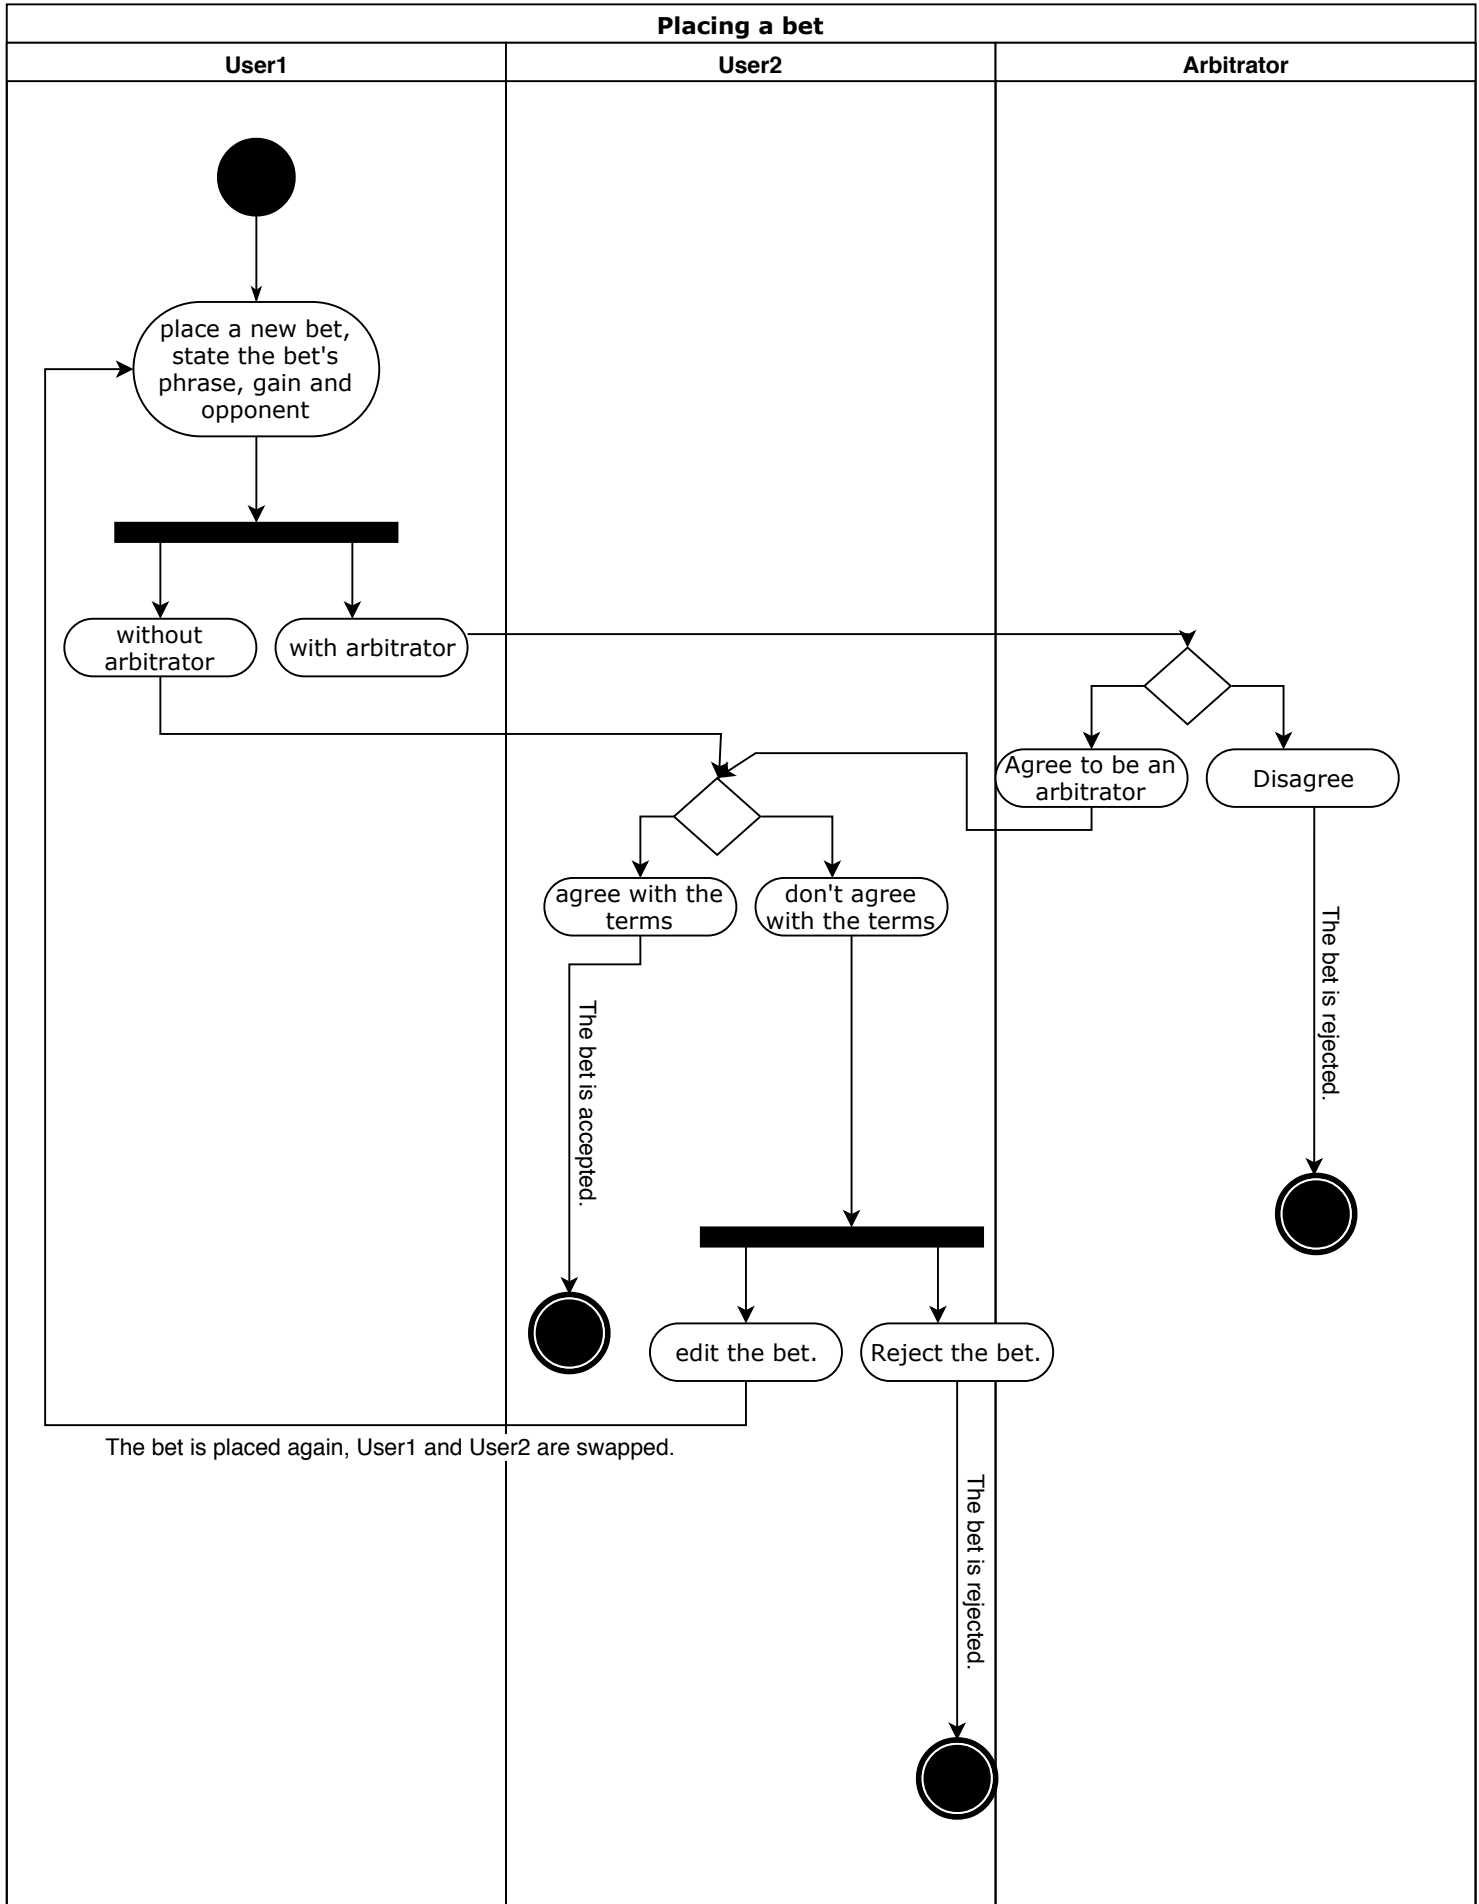 Placing a bet
User1
User2
Arbitrator
place a new bet,
state the bet's
phrase, gain and
opponent
without
arbitrator
with arbitrator
Agree to be an
arbitrator
Disagree
agree with the
terms
don't agree
with the terms
The bet is rejected.
The bet is accepted.
edit the bet.
Reject the bet.
The bet is placed again, User1 and User2 are swapped.
The bet is rejected.